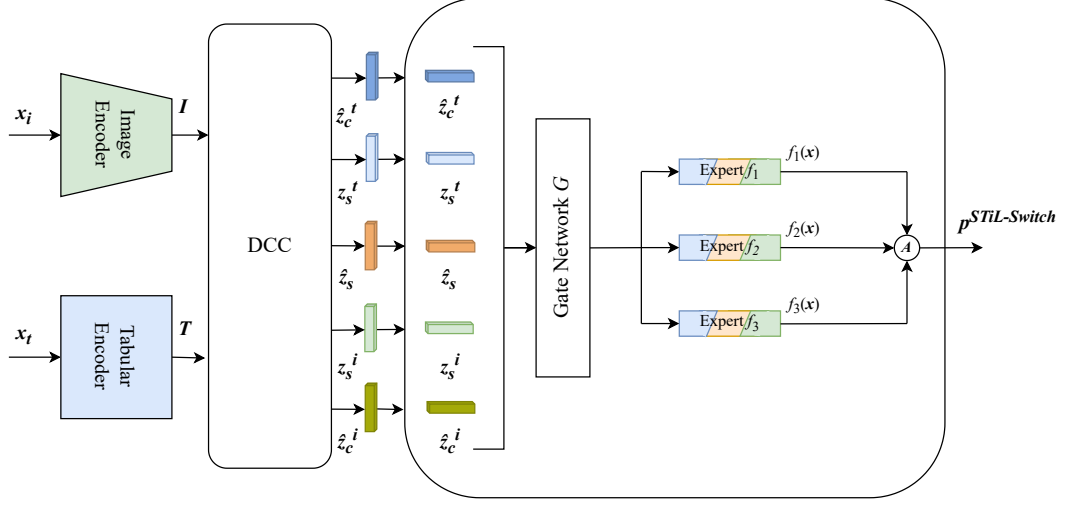 x_i
Image
Encoder
I
x_t
Tabular
Encoder
T
DCC
ẑ_c^t
z_s^t
ẑ_s
z_s^i
ẑ_c^i
ẑ_c^t
z_s^t
ẑ_s
z_s^i
ẑ_c^i
Gate Network G
Expert f_1
f_1(x)
Expert f_2
f_2(x)
Expert f_3
f_3(x)
A
p^STiL-Switch